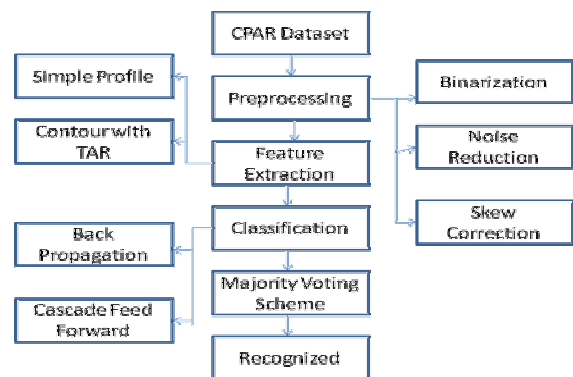 CPAR Dataset
Simple Profile
Preprocessing
Binarization
Contour with
TAR
Noise
Reduction
Feature
Extraction
Skew
Correction
Classification
Back
Propagation
Majority Voting
Scheme
Cascade Feed
Forward
Recognized